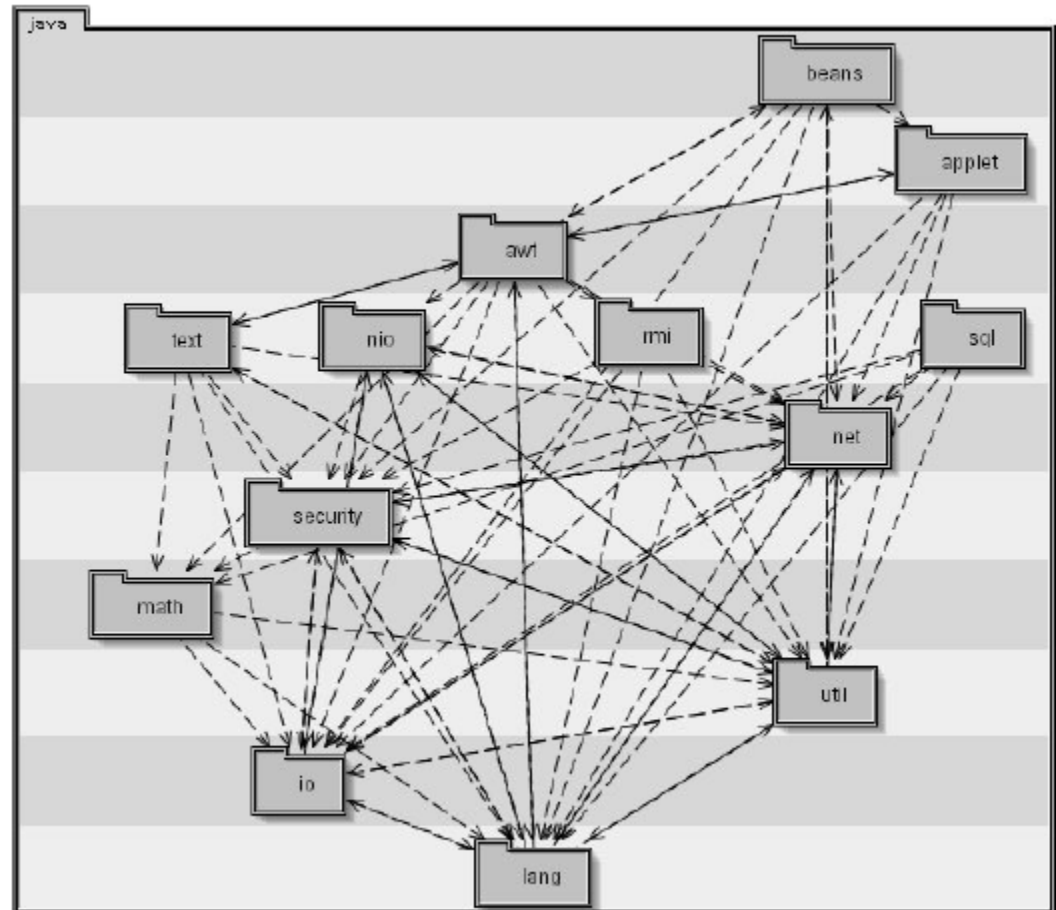 java
beans
applet
awt
text
nio
rmi
sql
net
security
math
util
io
lang